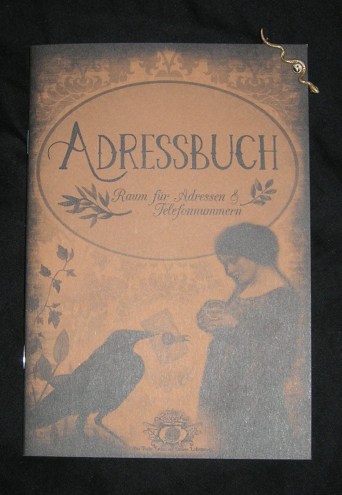 ADRESSBUCH
Raum für Adressen &
Telefonnummern